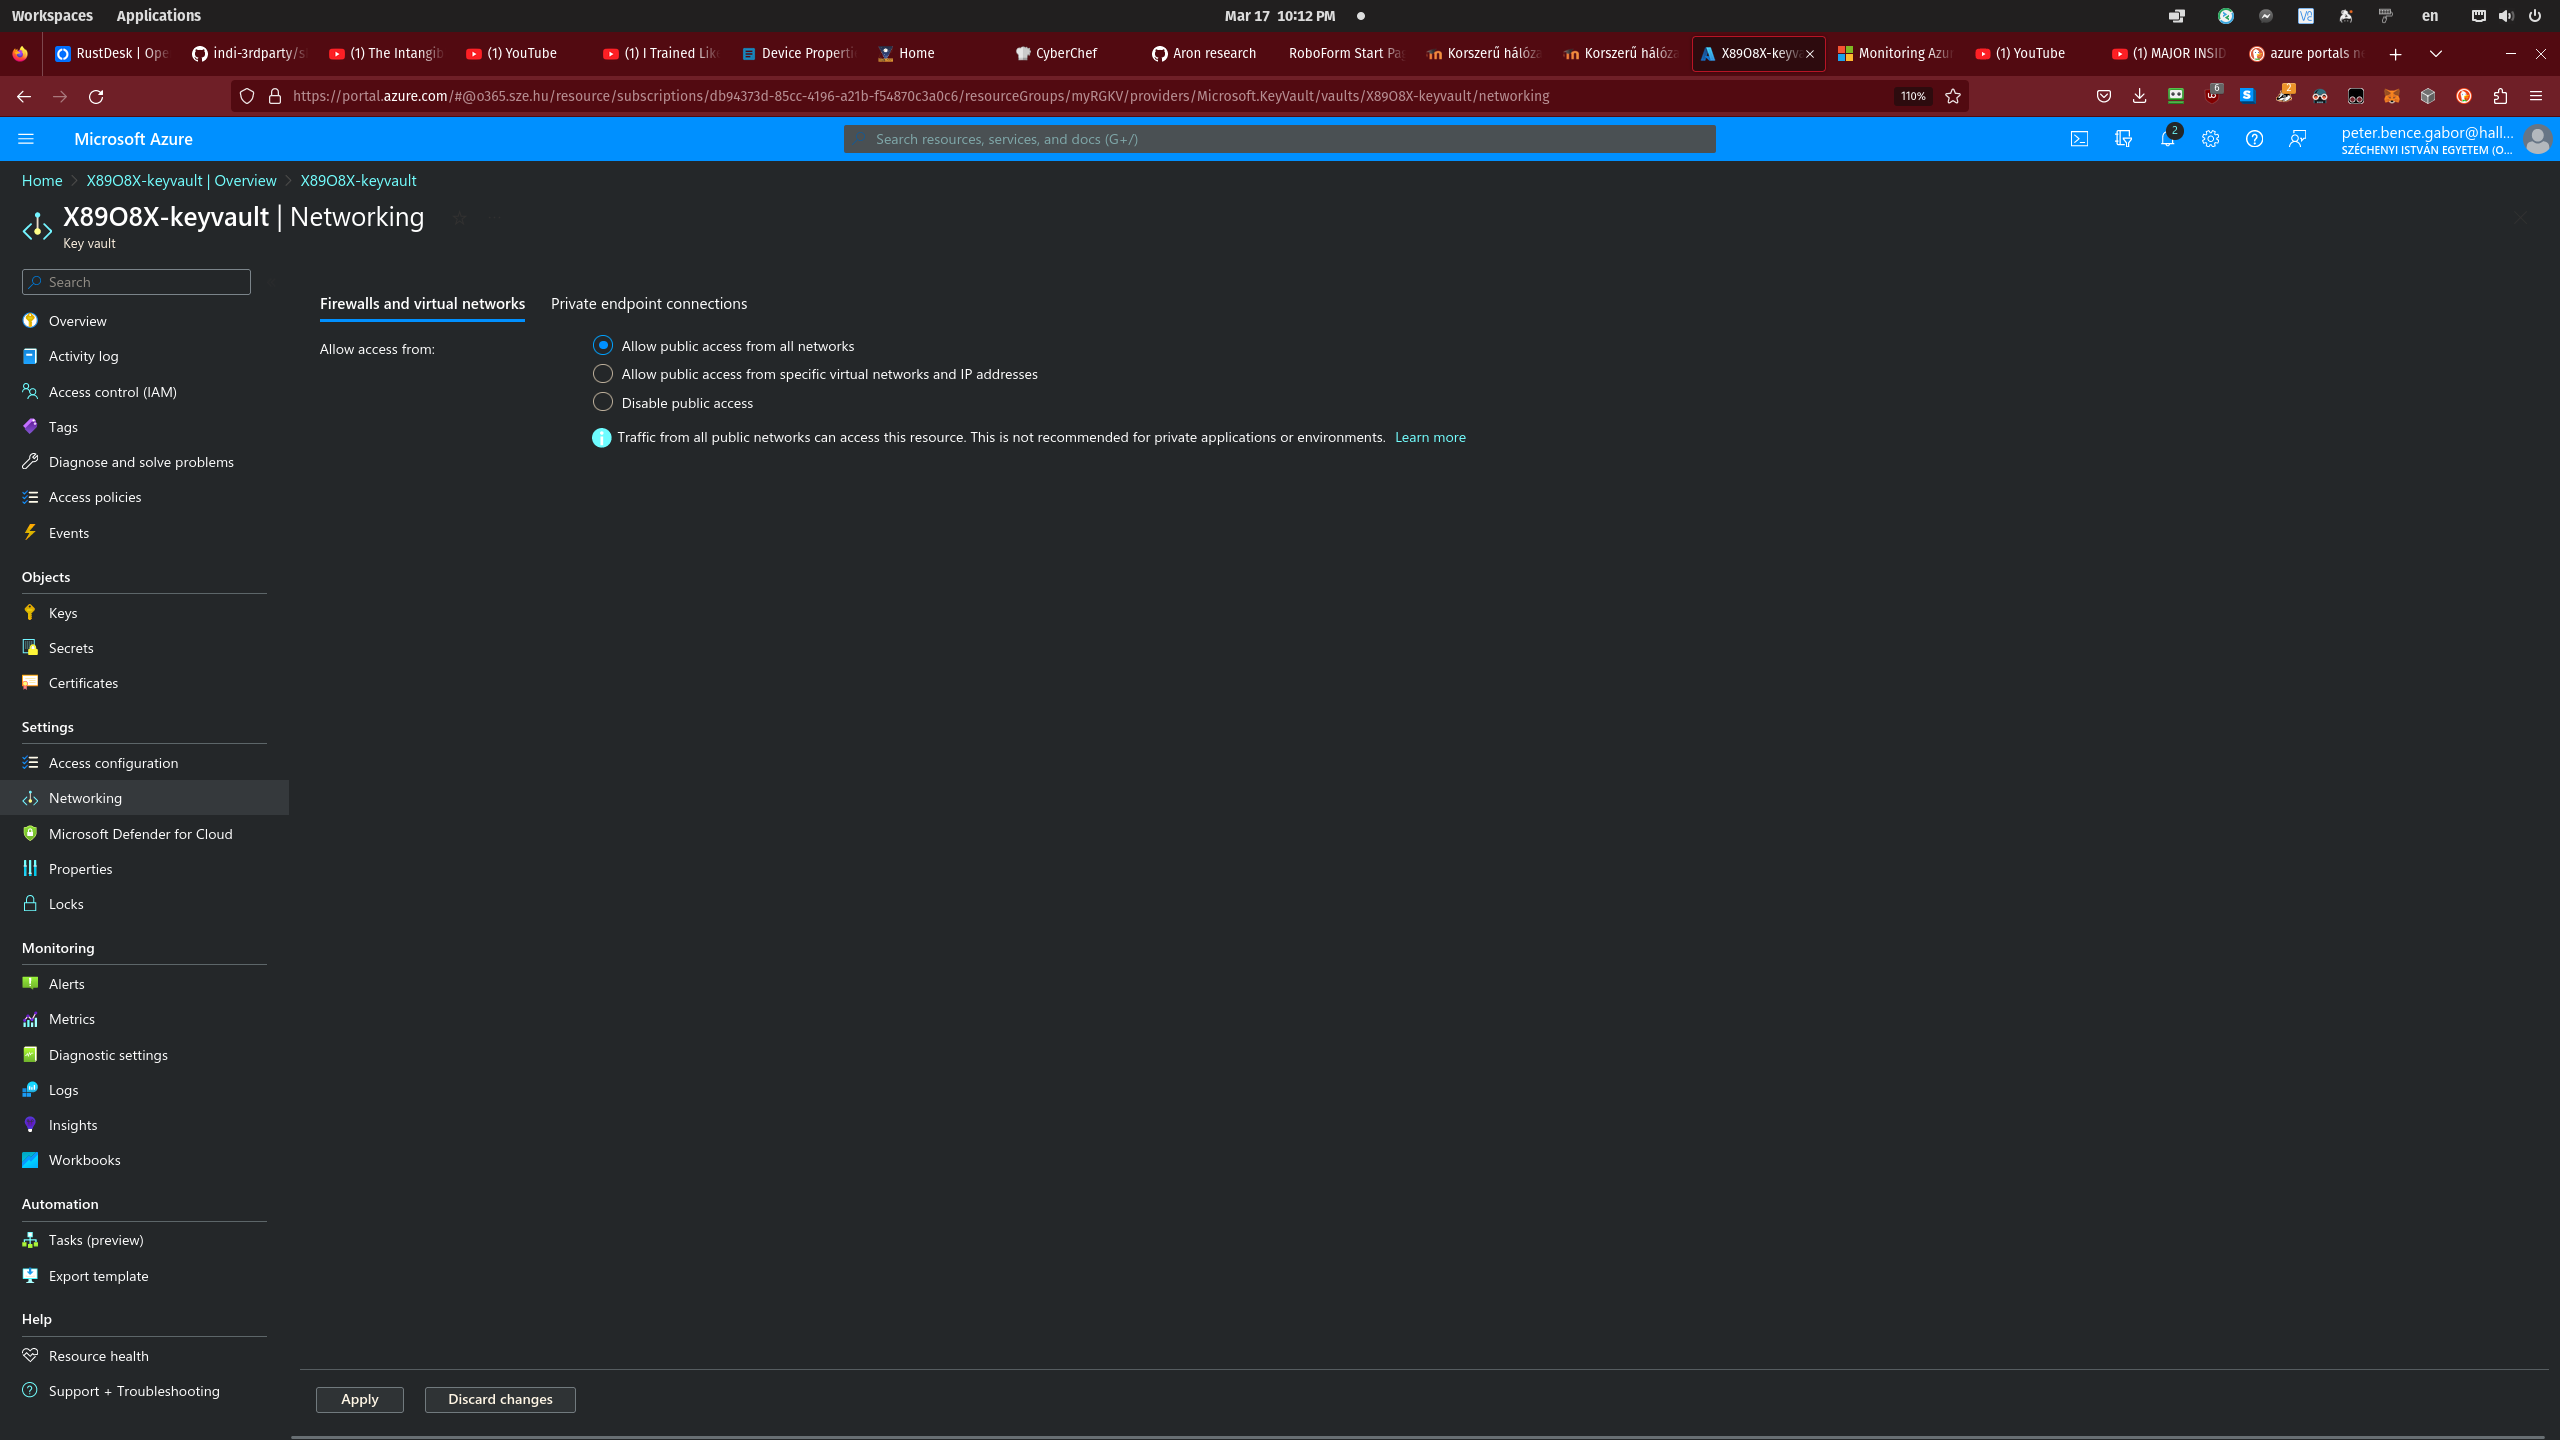 Workspaces Applications Mar 17 10:12 PM en
RustDesk | Ope indi-3rdparty/s (1) The Intangib (1) YouTube (1) I Trained Like Device Properti Home CyberChef Aron research RoboForm Start Pa Korszerű hálóza Korszerű hálóza X89O8X-keyva Monitoring Azur (1) YouTube (1) MAJOR INSID azure portals n
https://portal.azure.com/#@o365.sze.hu/resource/subscriptions/db94373d-85cc-4196-a21b-f54870c3a0c6/resourceGroups/myRGKV/providers/Microsoft.KeyVault/vaults/X89O8X-keyvault/networking 110% 6 2
Microsoft Azure Search resources, services, and docs (G+/) 2 peter.bence.gabor@hall...
SZÉCHENYI ISTVÁN EGYETEM (O...
Home X89O8X-keyvault | Overview X89O8X-keyvault
X89O8X-keyvault | Networking
Key vault
Search
Overview
Activity log
Access control (IAM)
Tags
Diagnose and solve problems
Access policies
Events
Objects
Keys
Secrets
Certificates
Settings
Access configuration
Networking
Microsoft Defender for Cloud
Properties
Locks
Monitoring
Alerts
Metrics
Diagnostic settings
Logs
Insights
Workbooks
Automation
Tasks (preview)
Export template
Help
Resource health
Support + Troubleshooting
Firewalls and virtual networks Private endpoint connections
Allow access from:
Allow public access from all networks
Allow public access from specific virtual networks and IP addresses
Disable public access
Traffic from all public networks can access this resource. This is not recommended for private applications or environments. Learn more
Apply Discard changes